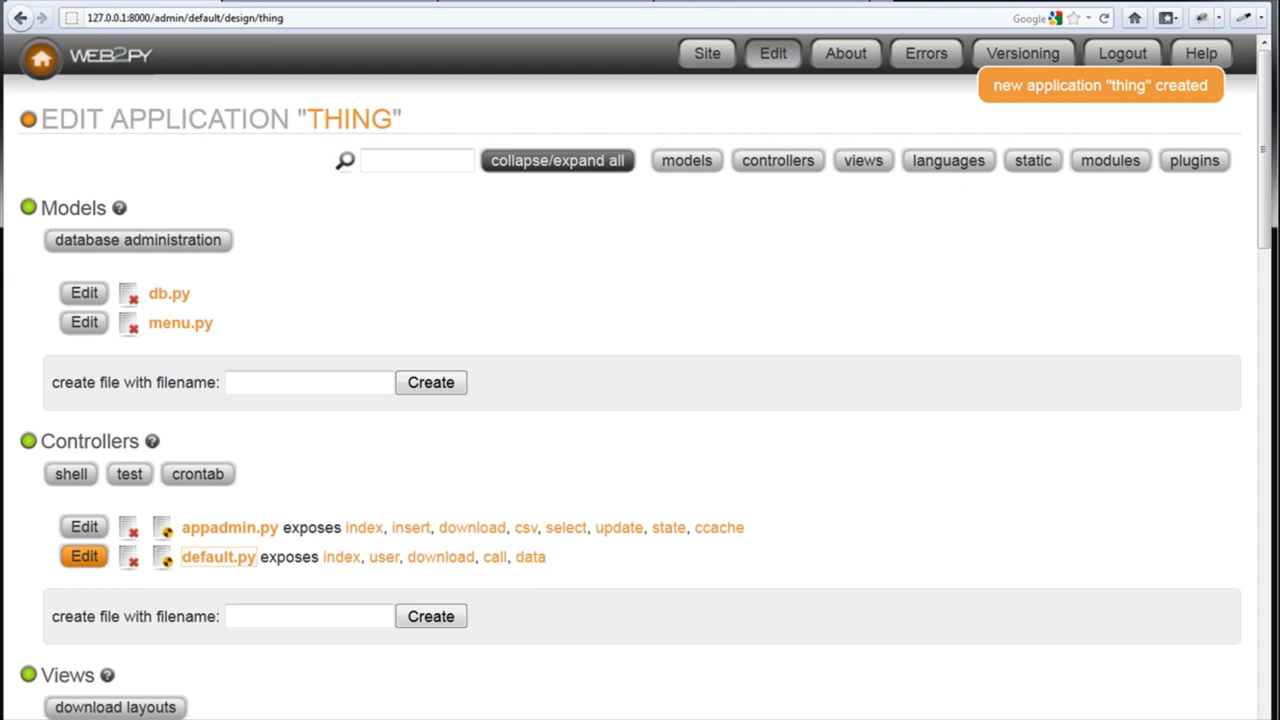 127.0.0.1:8000/admin/default/design/thing
Google
WEB2PY
Site Edit About Errors Versioning Logout Help
new application "thing" created
EDIT APPLICATION "THING"
collapse/expand all models controllers views languages static modules plugins
Models ?
database administration
Edit db.py
Edit menu.py
create file with filename: Create
Controllers ?
shell test crontab
Edit appadmin.py exposes index, insert, download, csv, select, update, state, ccache
Edit default.py exposes index, user, download, call, data
create file with filename: Create
Views ?
download layouts